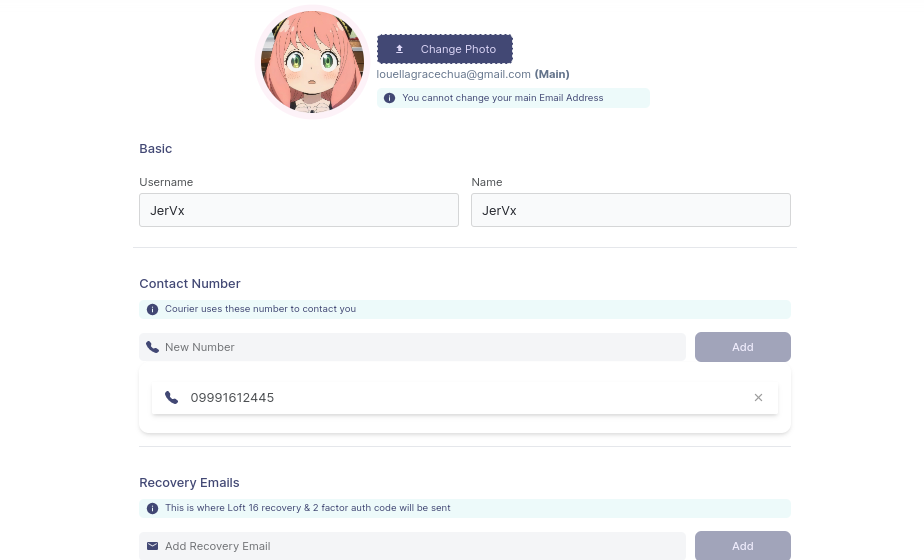 Change Photo
louellagracechua@gmail.com (Main)
You cannot change your main Email Address
Basic
Username
Name
JerVx
JerVx
Contact Number
Courier uses these number to contact you
New Number
Add
09991612445
Recovery Emails
This is where Loft 16 recovery & 2 factor auth code will be sent
Add Recovery Email
Add